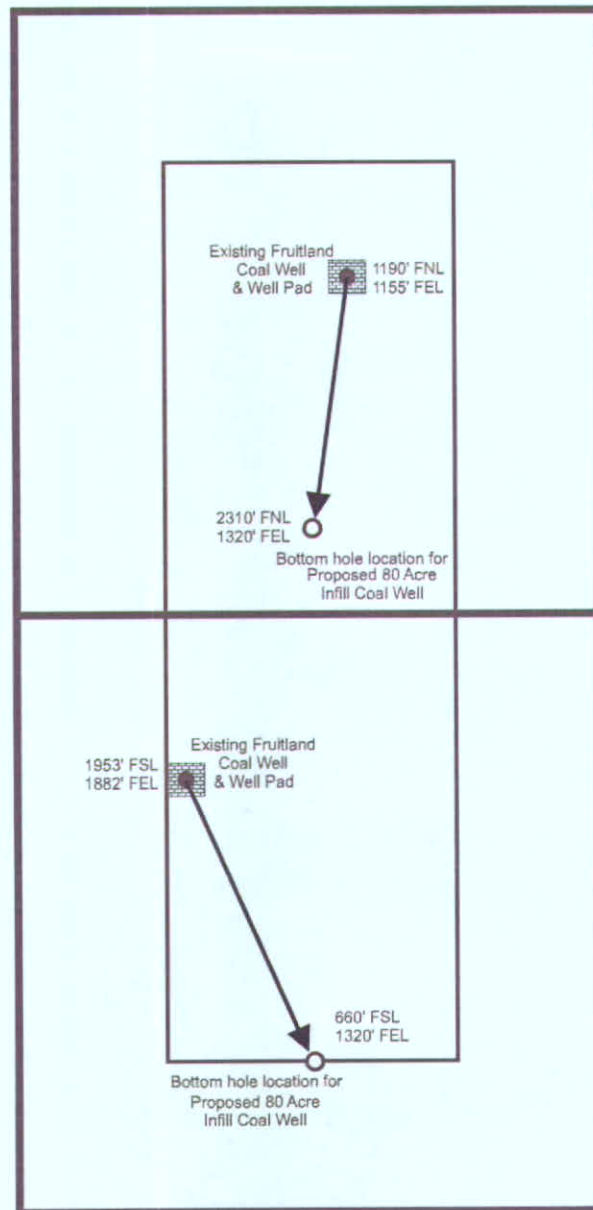 Existing Fruitland
Coal Well
& Well Pad
1190' FNL
1155' FEL
2310' FNL
1320' FEL
Bottom hole location for
Proposed 80 Acre
Infill Coal Well
Existing Fruitland
Coal Well
& Well Pad
1953' FSL
1882' FEL
660' FSL
1320' FEL
Bottom hole location for
Proposed 80 Acre
Infill Coal Well